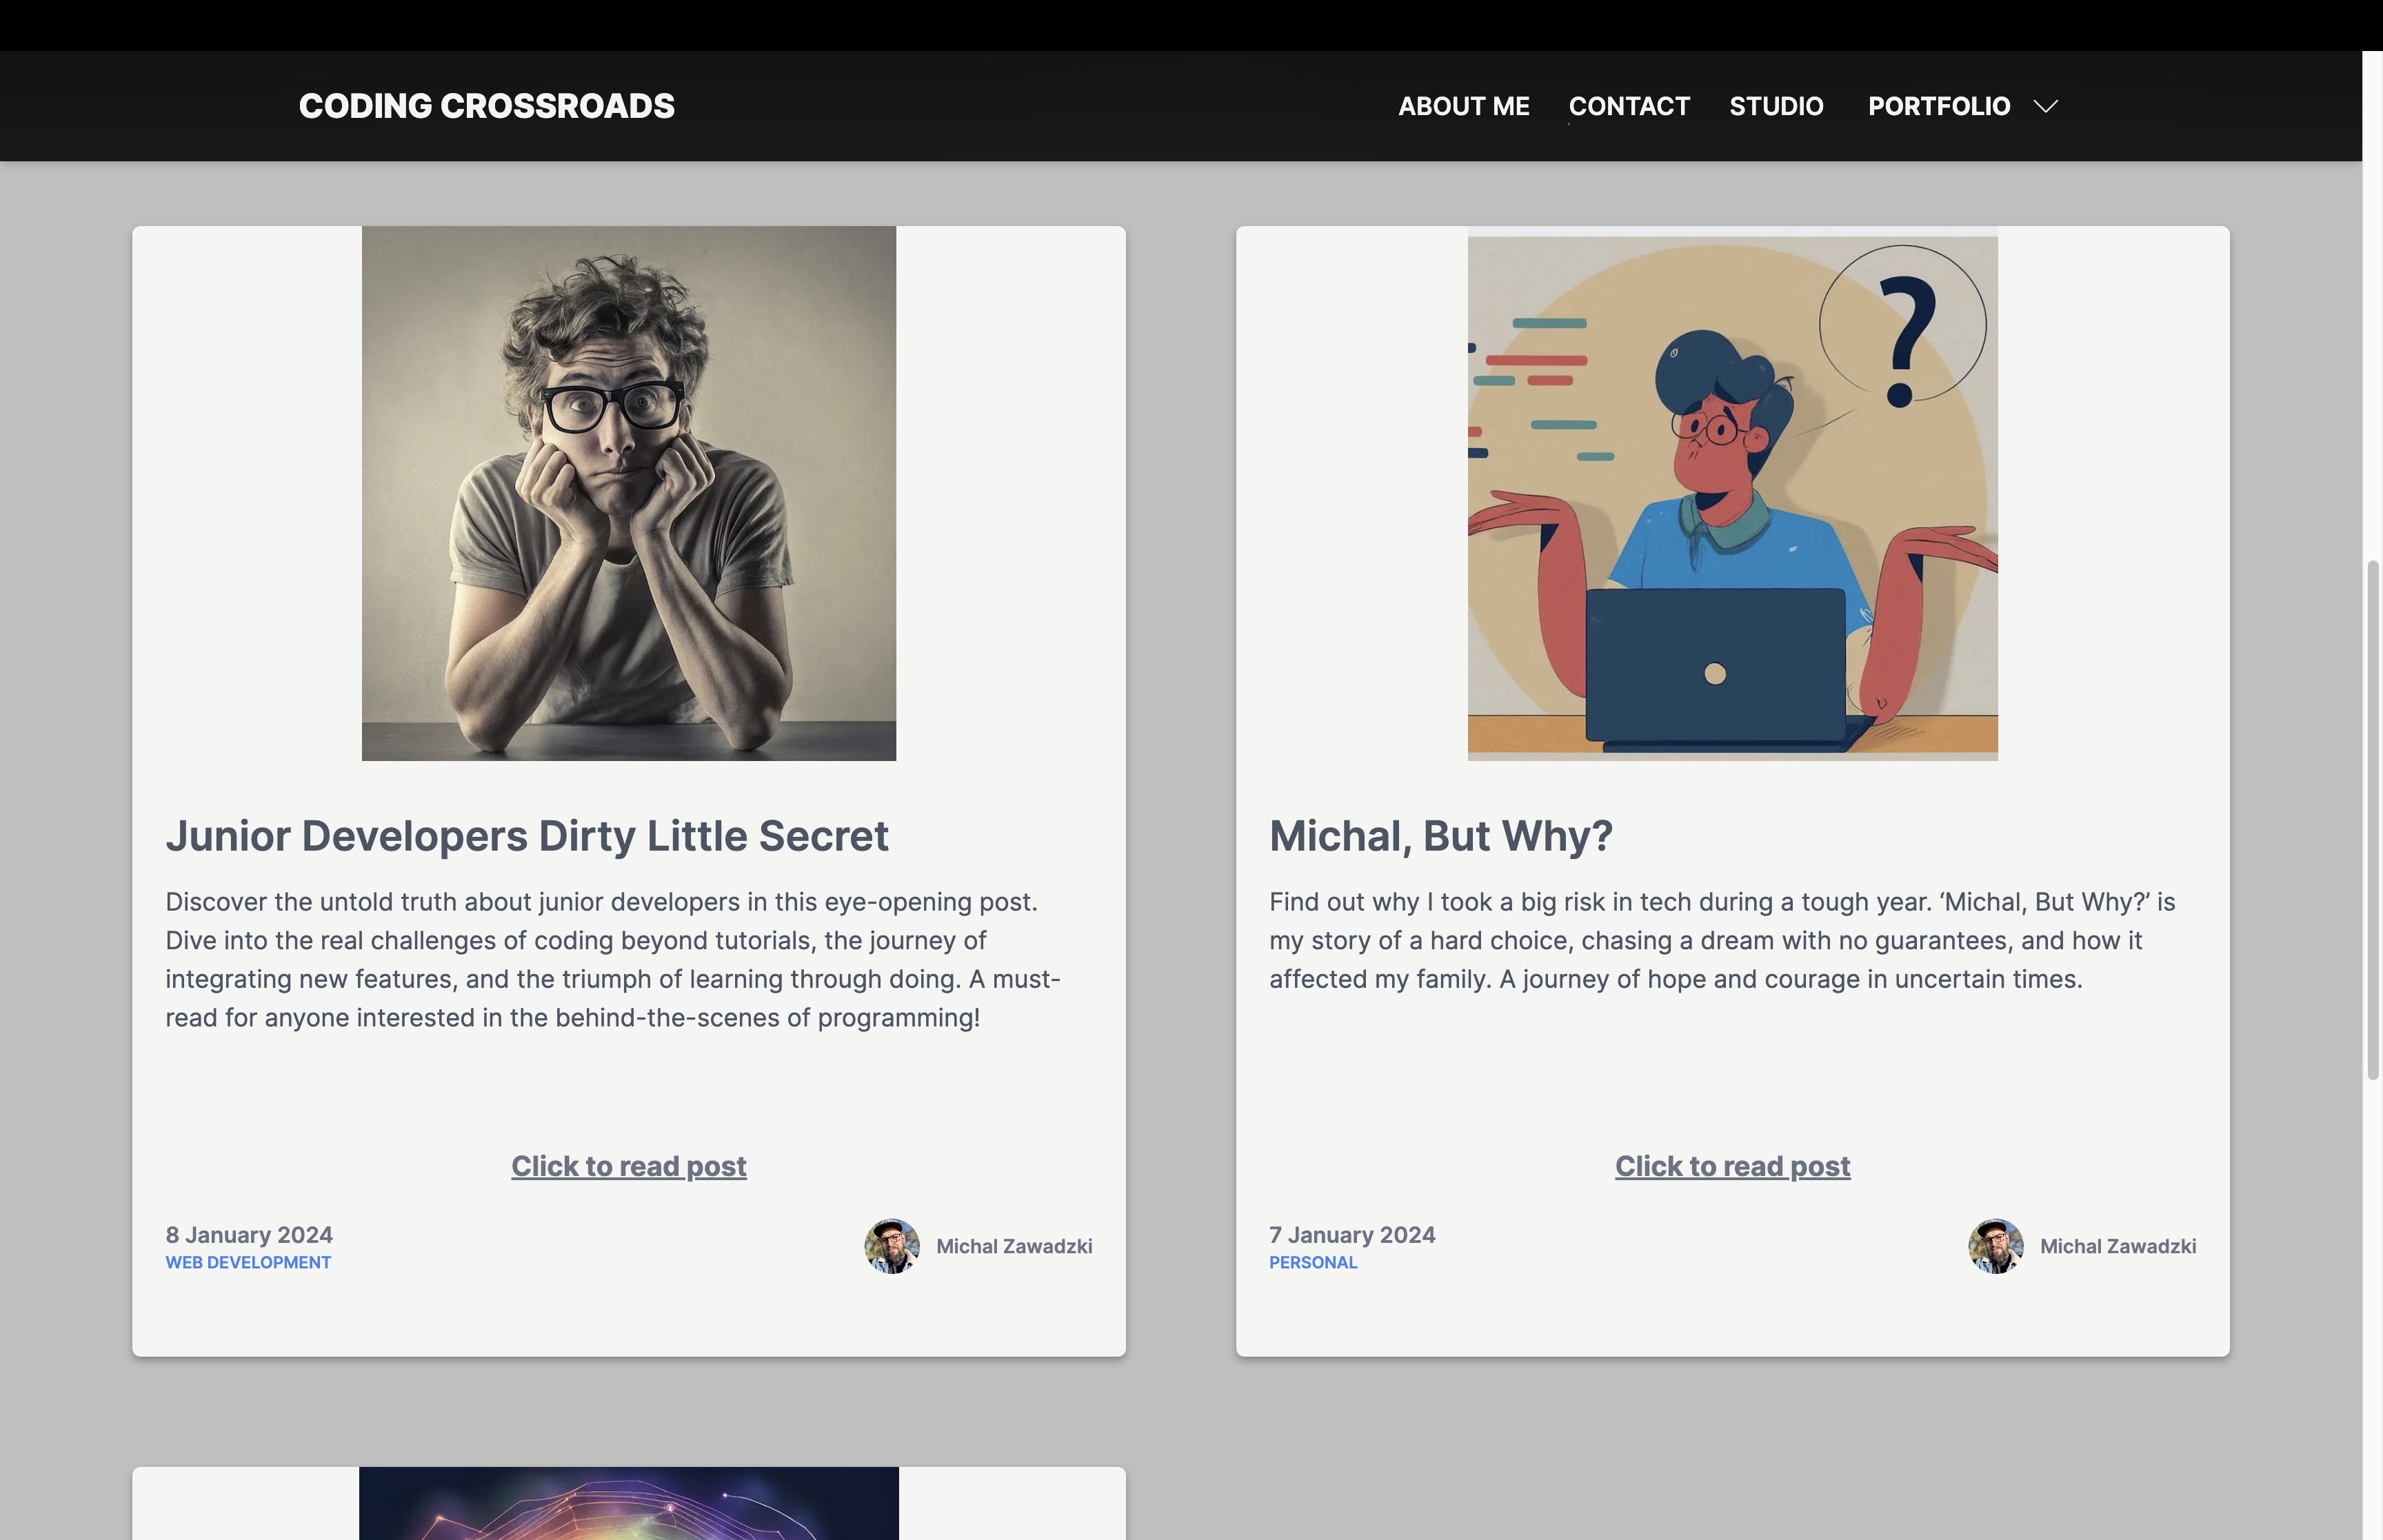 CODING CROSSROADS
ABOUT ME
CONTACT
STUDIO
PORTFOLIO
?
Junior Developers Dirty Little Secret
Discover the untold truth about junior developers in this eye-opening post.
Dive into the real challenges of coding beyond tutorials, the journey of
integrating new features, and the triumph of learning through doing. A must-
read for anyone interested in the behind-the-scenes of programming!
Click to read post
8 January 2024
WEB DEVELOPMENT
Michal Zawadzki
Michal, But Why?
Find out why I took a big risk in tech during a tough year. ‘Michal, But Why?’ is
my story of a hard choice, chasing a dream with no guarantees, and how it
affected my family. A journey of hope and courage in uncertain times.
Click to read post
7 January 2024
PERSONAL
Michal Zawadzki